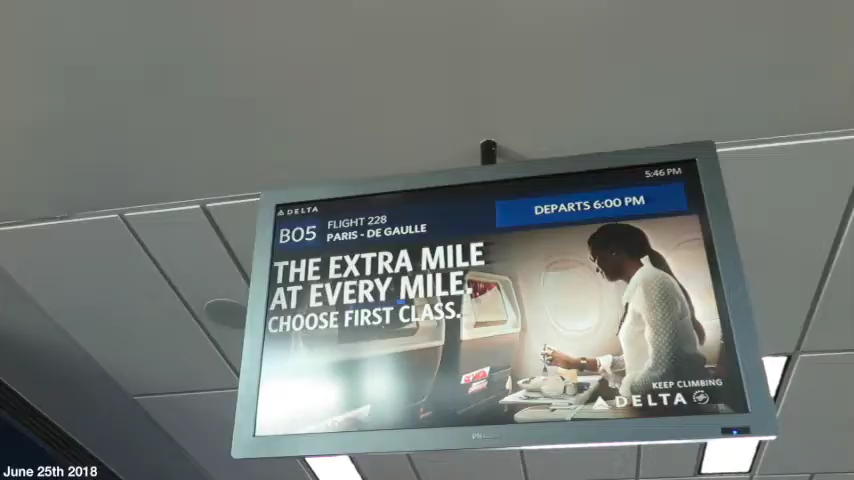 5:46 PM
DELTA
B05
FLIGHT 228
PARIS - DE GAULLE
DEPARTS 6:00 PM
THE EXTRA MILE
AT EVERY MILE.
CHOOSE FIRST CLASS.
KEEP CLIMBING
DELTA
June 25th 2018